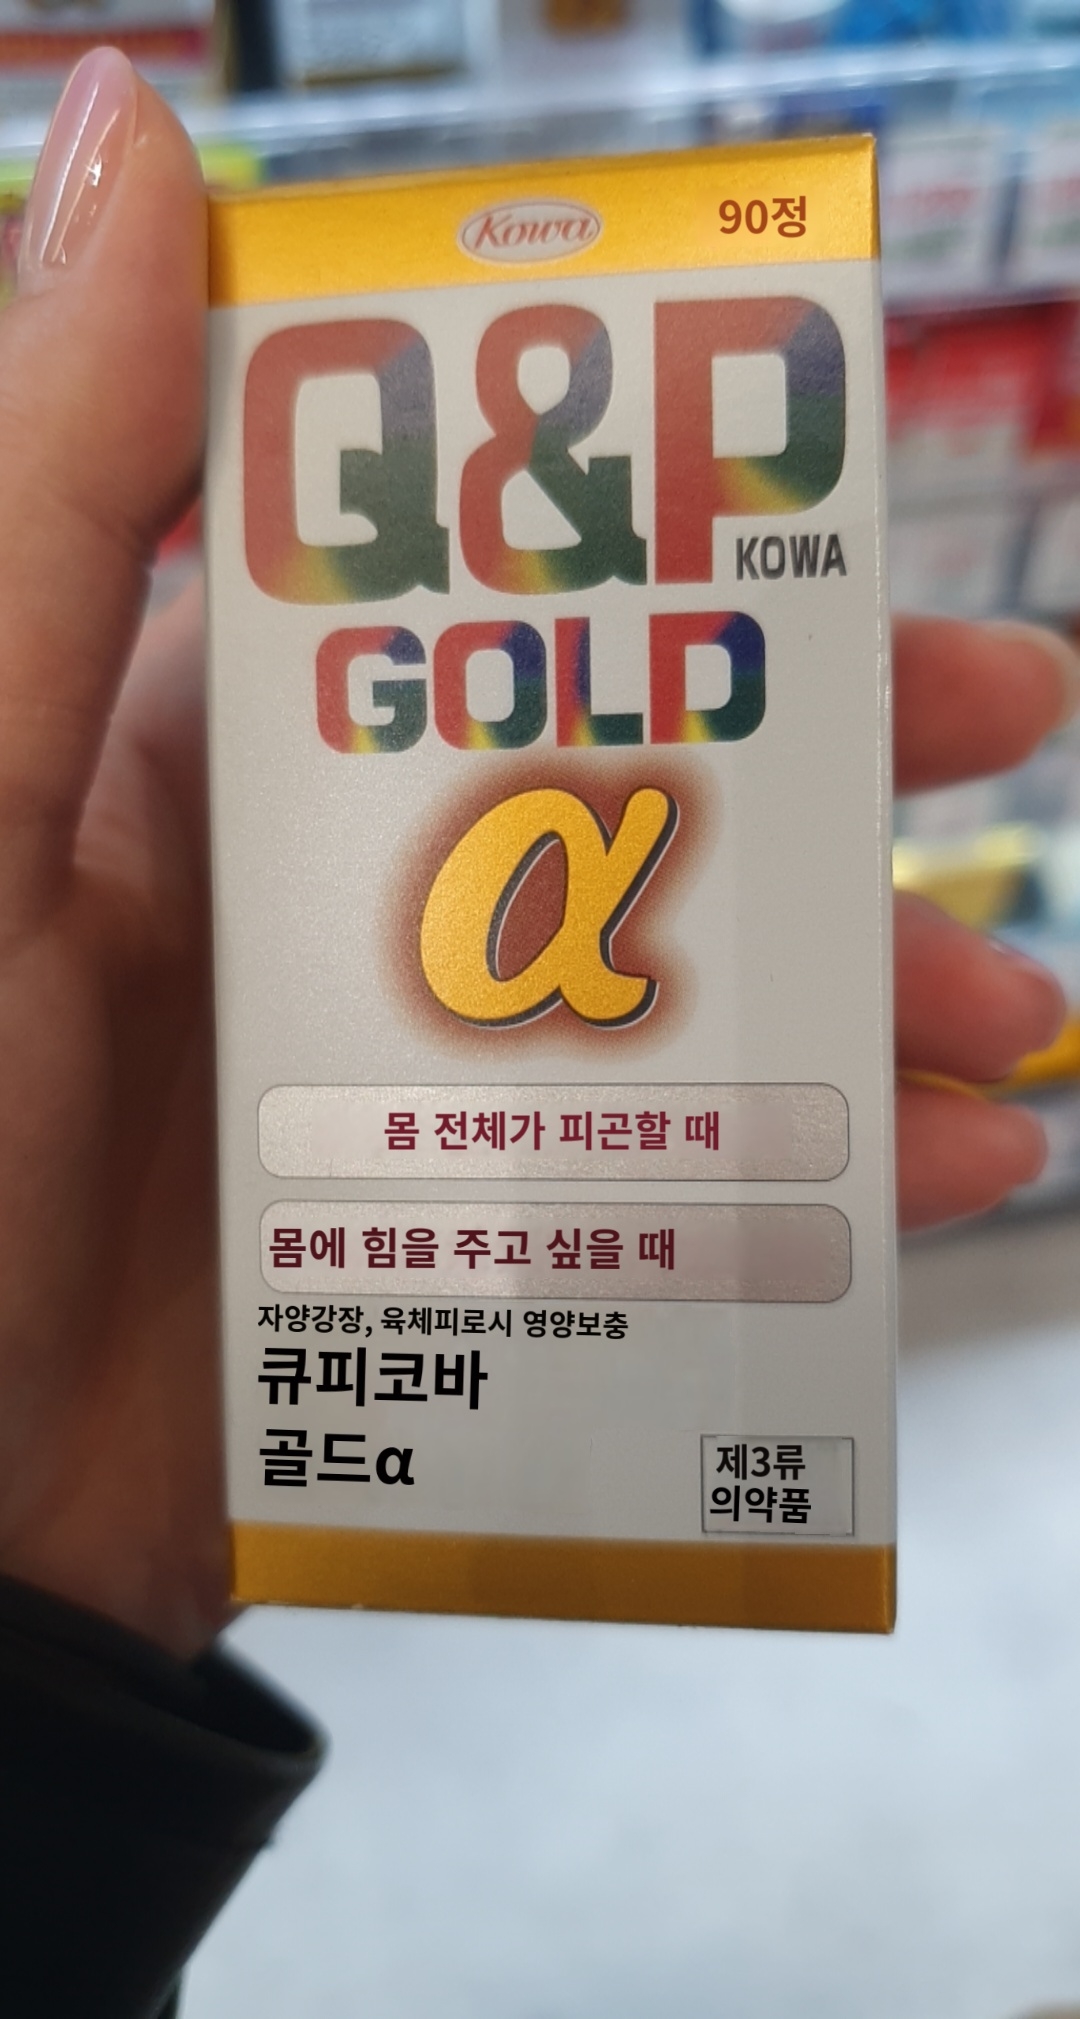 Kowa
90정
Q&P
KOWA
GOLD
α
몸 전체가 피곤할 때
몸에 힘을 주고 싶을 때
자양강장, 육체피로시 영양보충
큐피코바
골드α
제3류
의약품